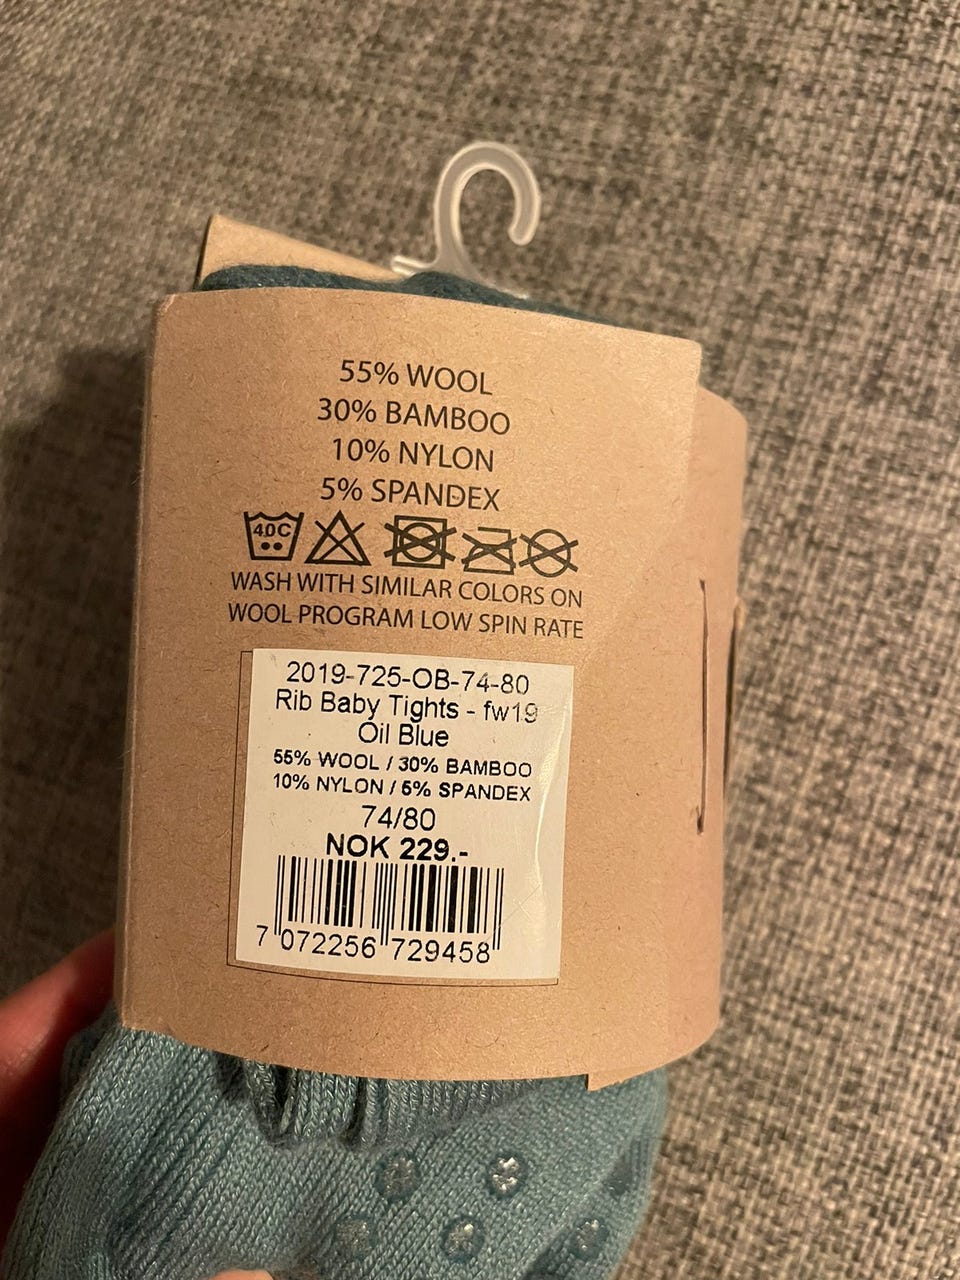 55% WOOL
30% BAMBOO
10% NYLON
5% SPANDEX
40C
WASH WITH SIMILAR COLORS ON
WOOL PROGRAM LOW SPIN RATE
2019-725-OB-74-80
Rib Baby Tights - fw19
Oil Blue
55% WOOL / 30% BAMBOO
10% NYLON / 5% SPANDEX
74/80
NOK 229.-
7 072256 729458